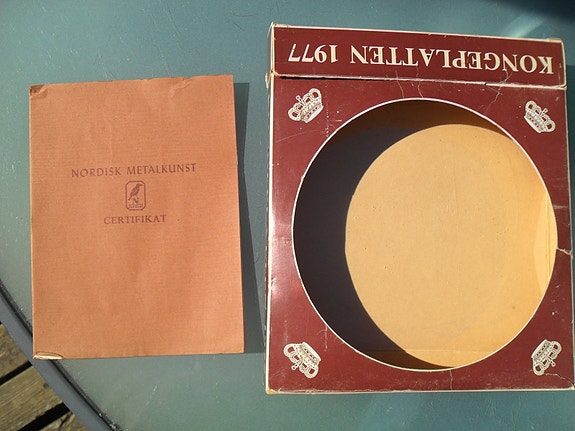 NORDISK METALKUNST
CERTIFIKAT
KONGEPLATTEN 1977